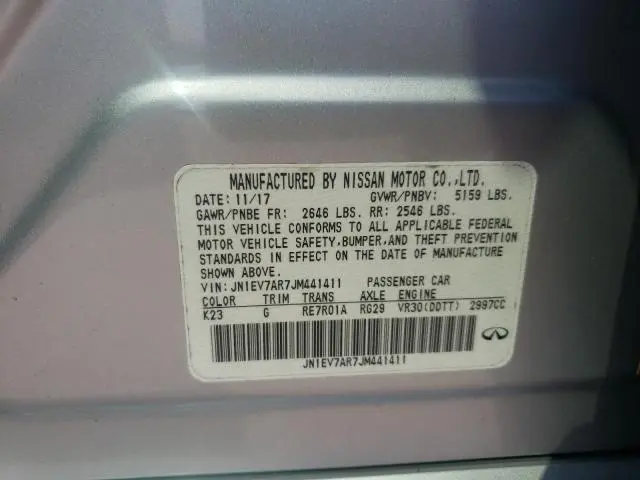 MANUFACTURED BY NISSAN MOTOR CO.,LTD.
DATE: 11/17 GVWR/PNBV: 5159 LBS.
GAWR/PNBE FR: 2646 LBS. RR: 2546 LBS.
THIS VEHICLE CONFORMS TO ALL APPLICABLE FEDERAL
MOTOR VEHICLE SAFETY,BUMPER,AND THEFT PREVENTION
STANDARDS IN EFFECT ON THE DATE OF MANUFACTURE
SHOWN ABOVE.
VIN:JN1EV7AR7JM441411 PASSENGER CAR
COLOR TRIM TRANS AXLE ENGINE
K23 G RE7R01A RG29 VR30(DDTT) 2997CC
JN1EV7AR7JM441411
INFINITI